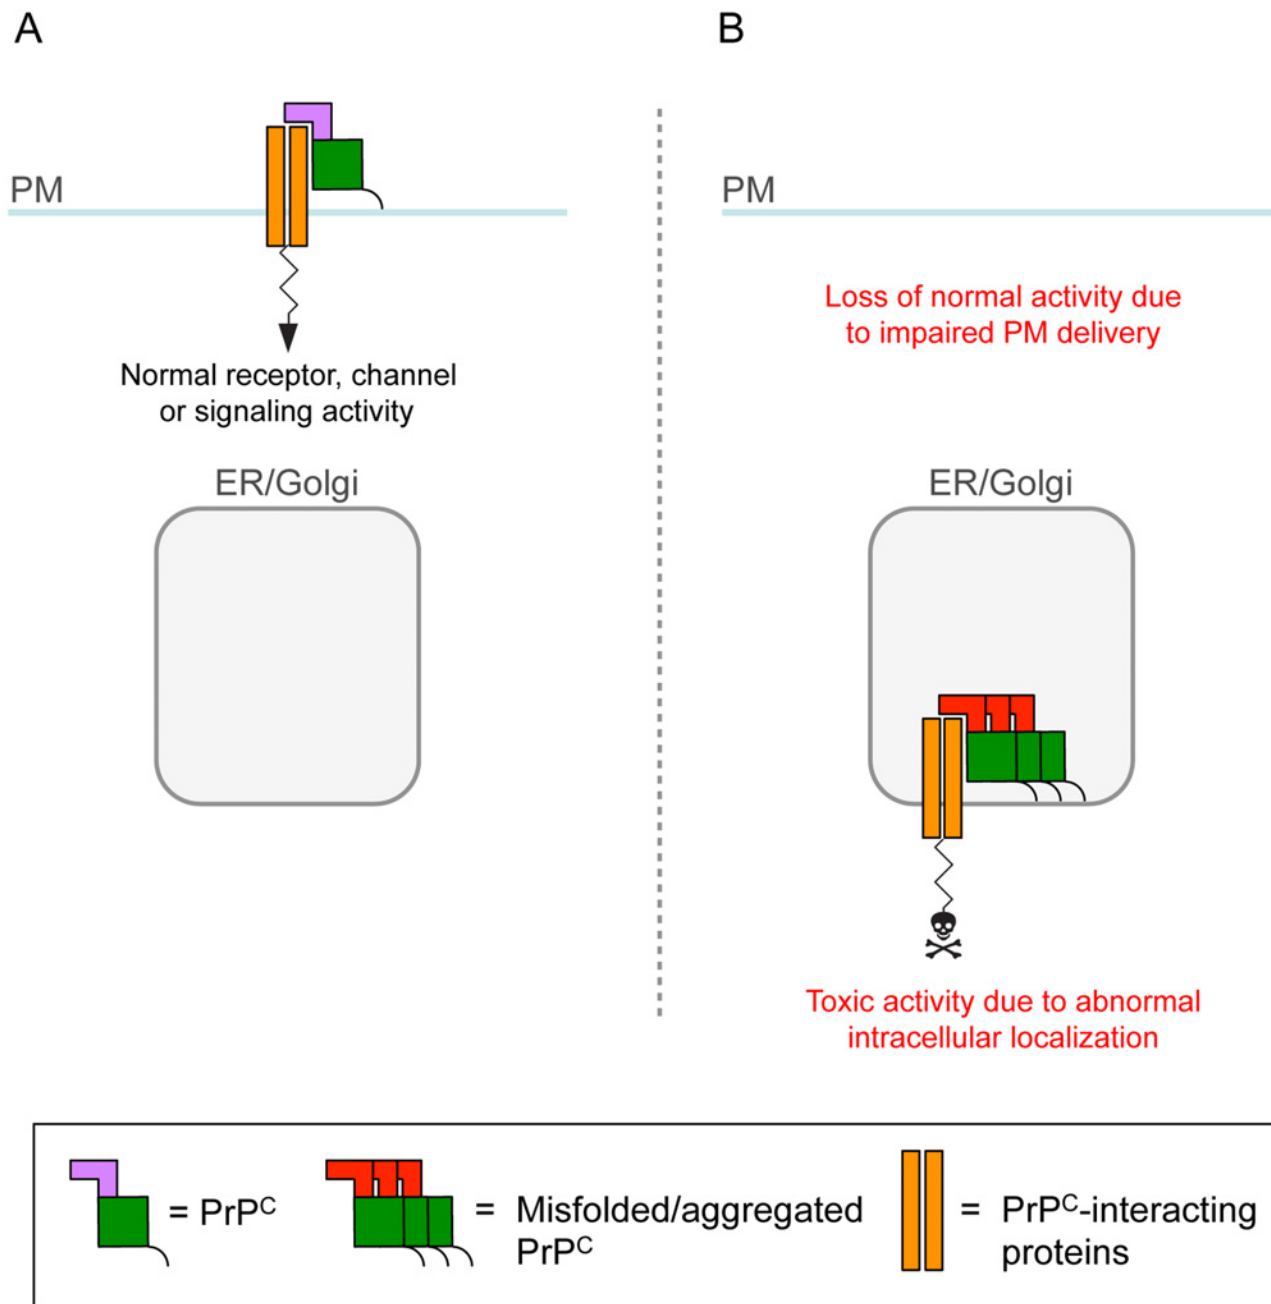 A
PM
Normal receptor, channel
or signaling activity
ER/Golgi
B
PM
Loss of normal activity due
to impaired PM delivery
ER/Golgi
Toxic activity due to abnormal
intracellular localization
= PrPᶜ
= Misfolded/aggregated
PrPᶜ
= PrPᶜ-interacting
proteins